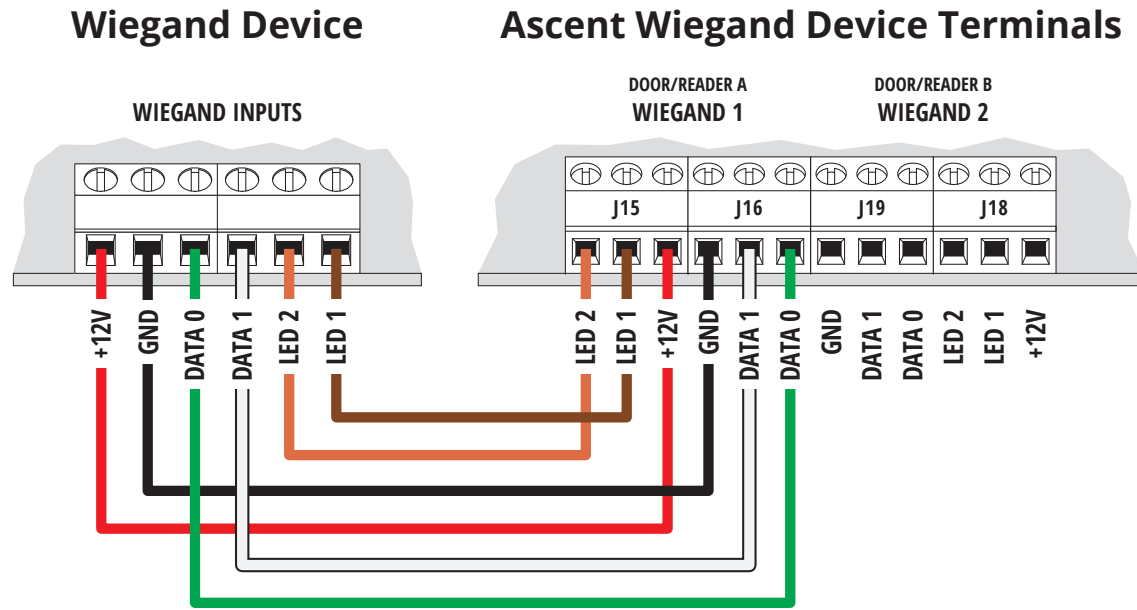 Wiegand Device
Ascent Wiegand Device Terminals
WIEGAND INPUTS
DOOR/READER A
WIEGAND 1
DOOR/READER B
WIEGAND 2
J15
J16
J19
J18
+12V
GND
DATA 0
DATA 1
LED 2
LED 1
LED 2
LED 1
+12V
GND
DATA 1
DATA 0
GND
DATA 1
DATA 0
LED 2
LED 1
+12V